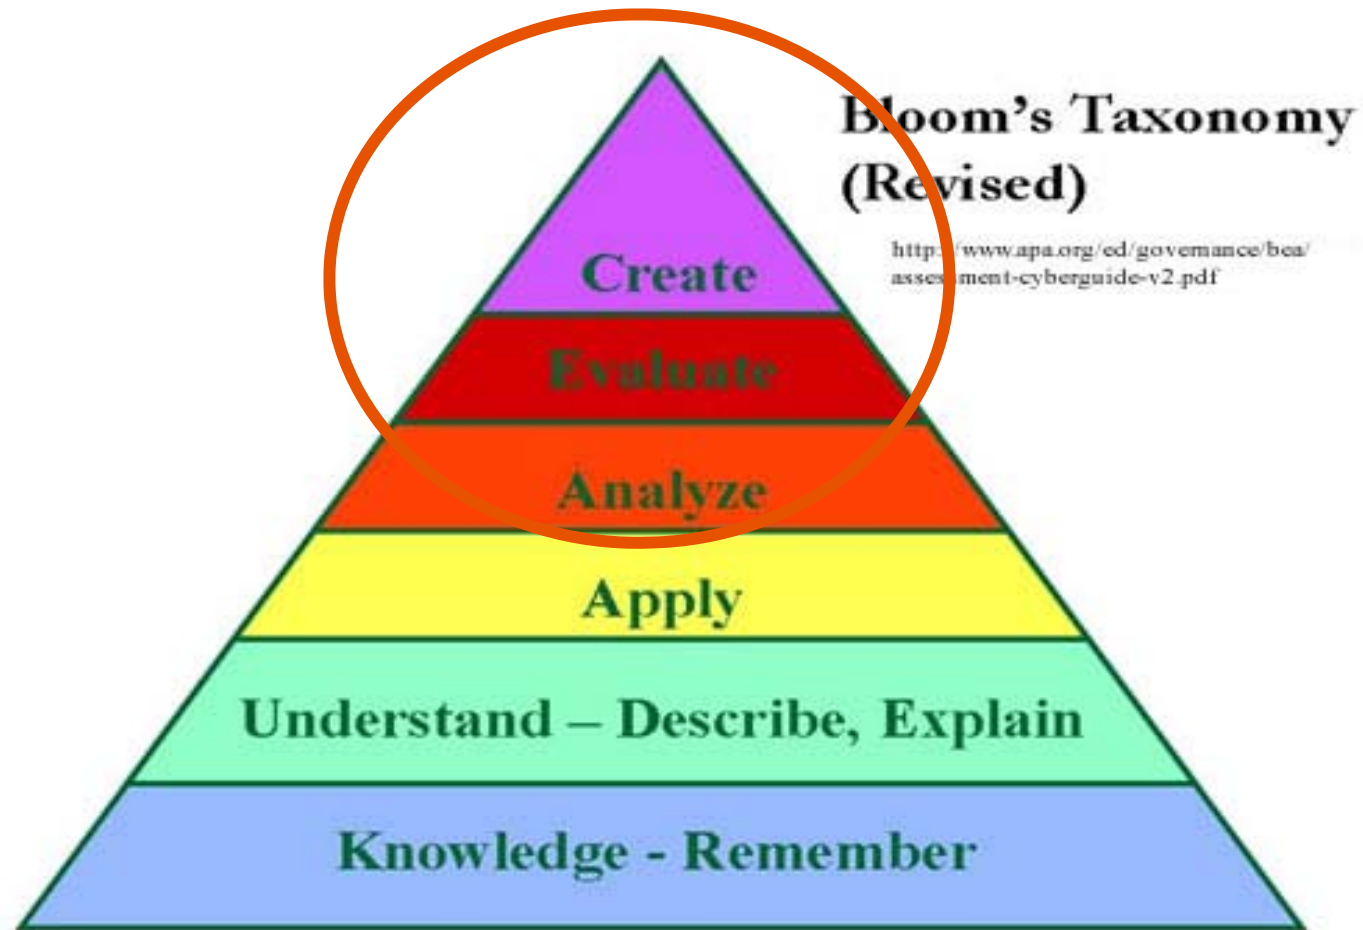 Bloom’s Taxonomy
(Revised)
http://www.apa.org/ed/governance/bea/
assessment-cyberguide-v2.pdf
Create
Evaluate
Analyze
Apply
Understand – Describe, Explain
Knowledge - Remember